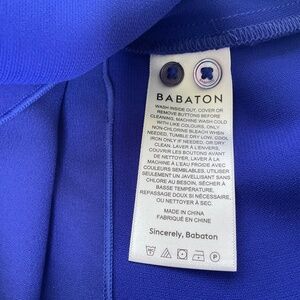 BABATON
WASH INSIDE OUT, COVER OR
REMOVE BUTTONS BEFORE
CLEANING, MACHINE WASH COLD
WITH LIKE COLOURS, ONLY
NON-CHLORINE BLEACH WHEN
NEEDED, TUMBLE DRY LOW, COOL
IRON ONLY IF NEEDED, OR DRY
CLEAN. LAVER À L'ENVERS,
COUVRIR LES BOUTONS AVANT
DE NETTOYER, LAVER À LA
MACHINE À L'EAU FROIDE AVEC
COULEURS SEMBLABLES, UTILISER
SEULEMENT UN JAVELLISANT SANS
CHLORE AU BESOIN, SÉCHER À
BASSE TEMPÉRATURE,
REPASSAGE DOUX SI NÉCESSAIRE,
OU NETTOYER À SEC.
MADE IN CHINA
FABRIQUÉ EN CHINE
Sincerely, Babaton
P